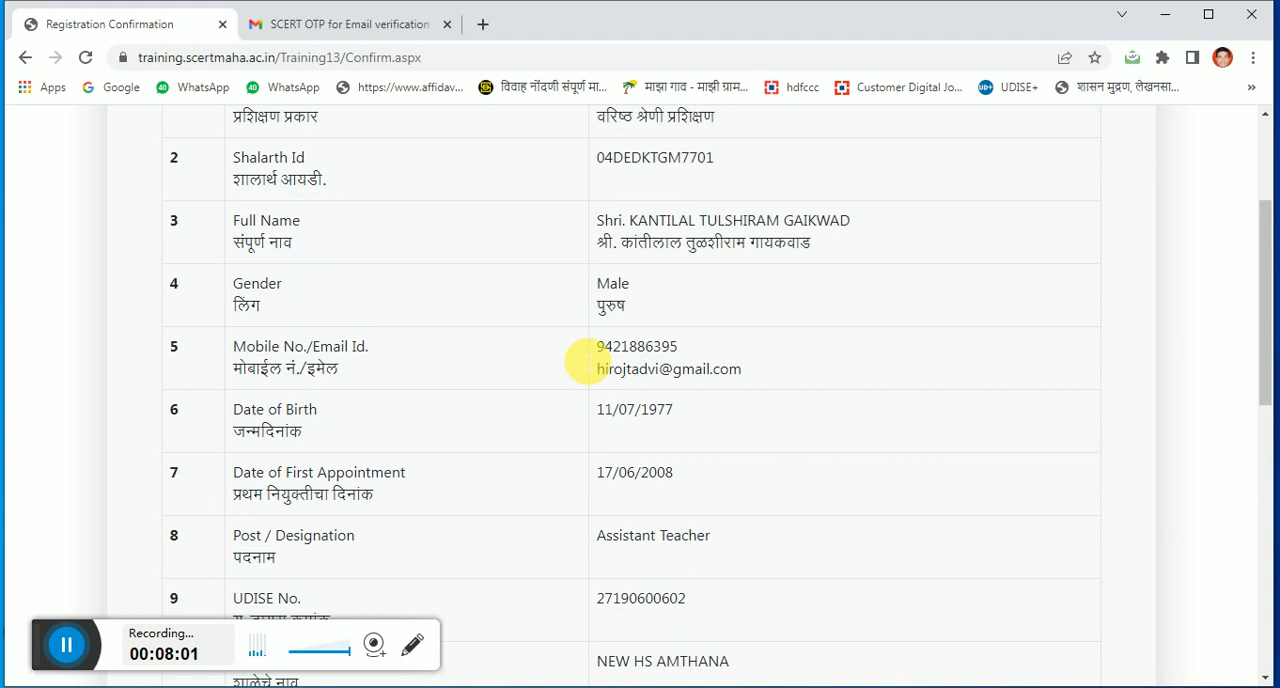 Registration Confirmation
SCERT OTP for Email verification
training.scertmaha.ac.in/Training13/Confirm.aspx
Apps
Google
WhatsApp
WhatsApp
https://www.affidav...
विवाह नोंदणी संपूर्ण मा...
माझा गाव - माझी ग्राम...
hdfccc
Customer Digital Jo...
UD+
UDISE+
शासन मुद्रण, लेखनसा...
»
प्रशिक्षण प्रकार
वरिष्ठ श्रेणी प्रशिक्षण
2
Shalarth Id
04DEDKTGM7701
शालार्थ आयडी.
3
Full Name
Shri. KANTILAL TULSHIRAM GAIKWAD
संपूर्ण नाव
श्री. कांतीलाल तुळशीराम गायकवाड
4
Gender
Male
लिंग
पुरुष
5
Mobile No./Email Id.
9421886395
मोबाईल नं./इमेल
hirojtadvi@gmail.com
6
Date of Birth
11/07/1977
जन्मदिनांक
7
Date of First Appointment
17/06/2008
प्रथम नियुक्तीचा दिनांक
8
Post / Designation
Assistant Teacher
पदनाम
9
UDISE No.
27190600602
NEW HS AMTHANA
शाळेचे नाव
Recording...
00:08:01